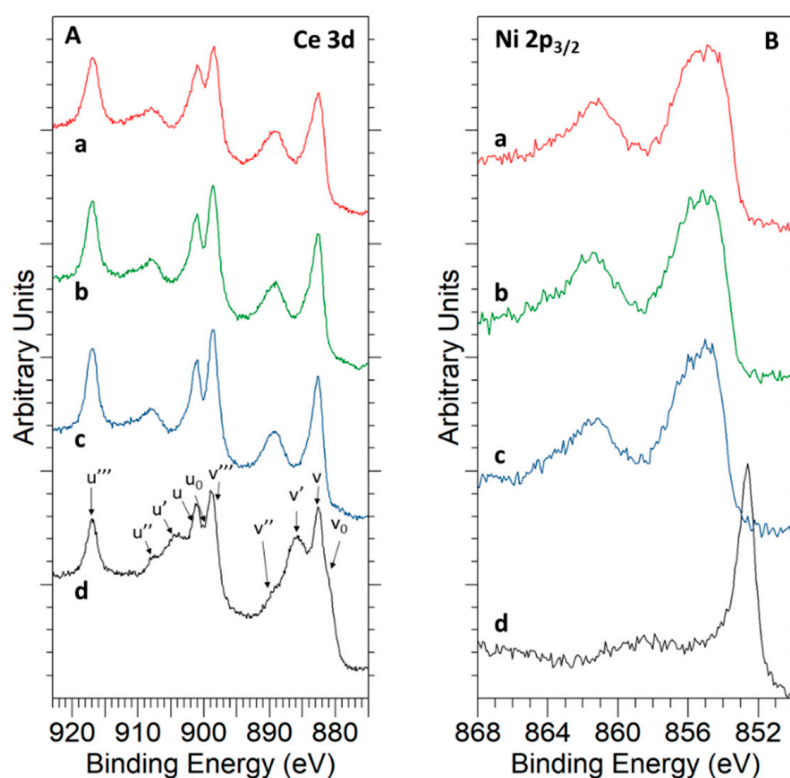 A
Ce 3d
Ni 2p3/2
B
a
a
b
b
c
c
u'''
u''
u'
u
u0
v'''
v''
v'
v
v0
d
d
Arbitrary Units
Arbitrary Units
920 910 900 890 880
868 864 860 856 852
Binding Energy (eV)
Binding Energy (eV)